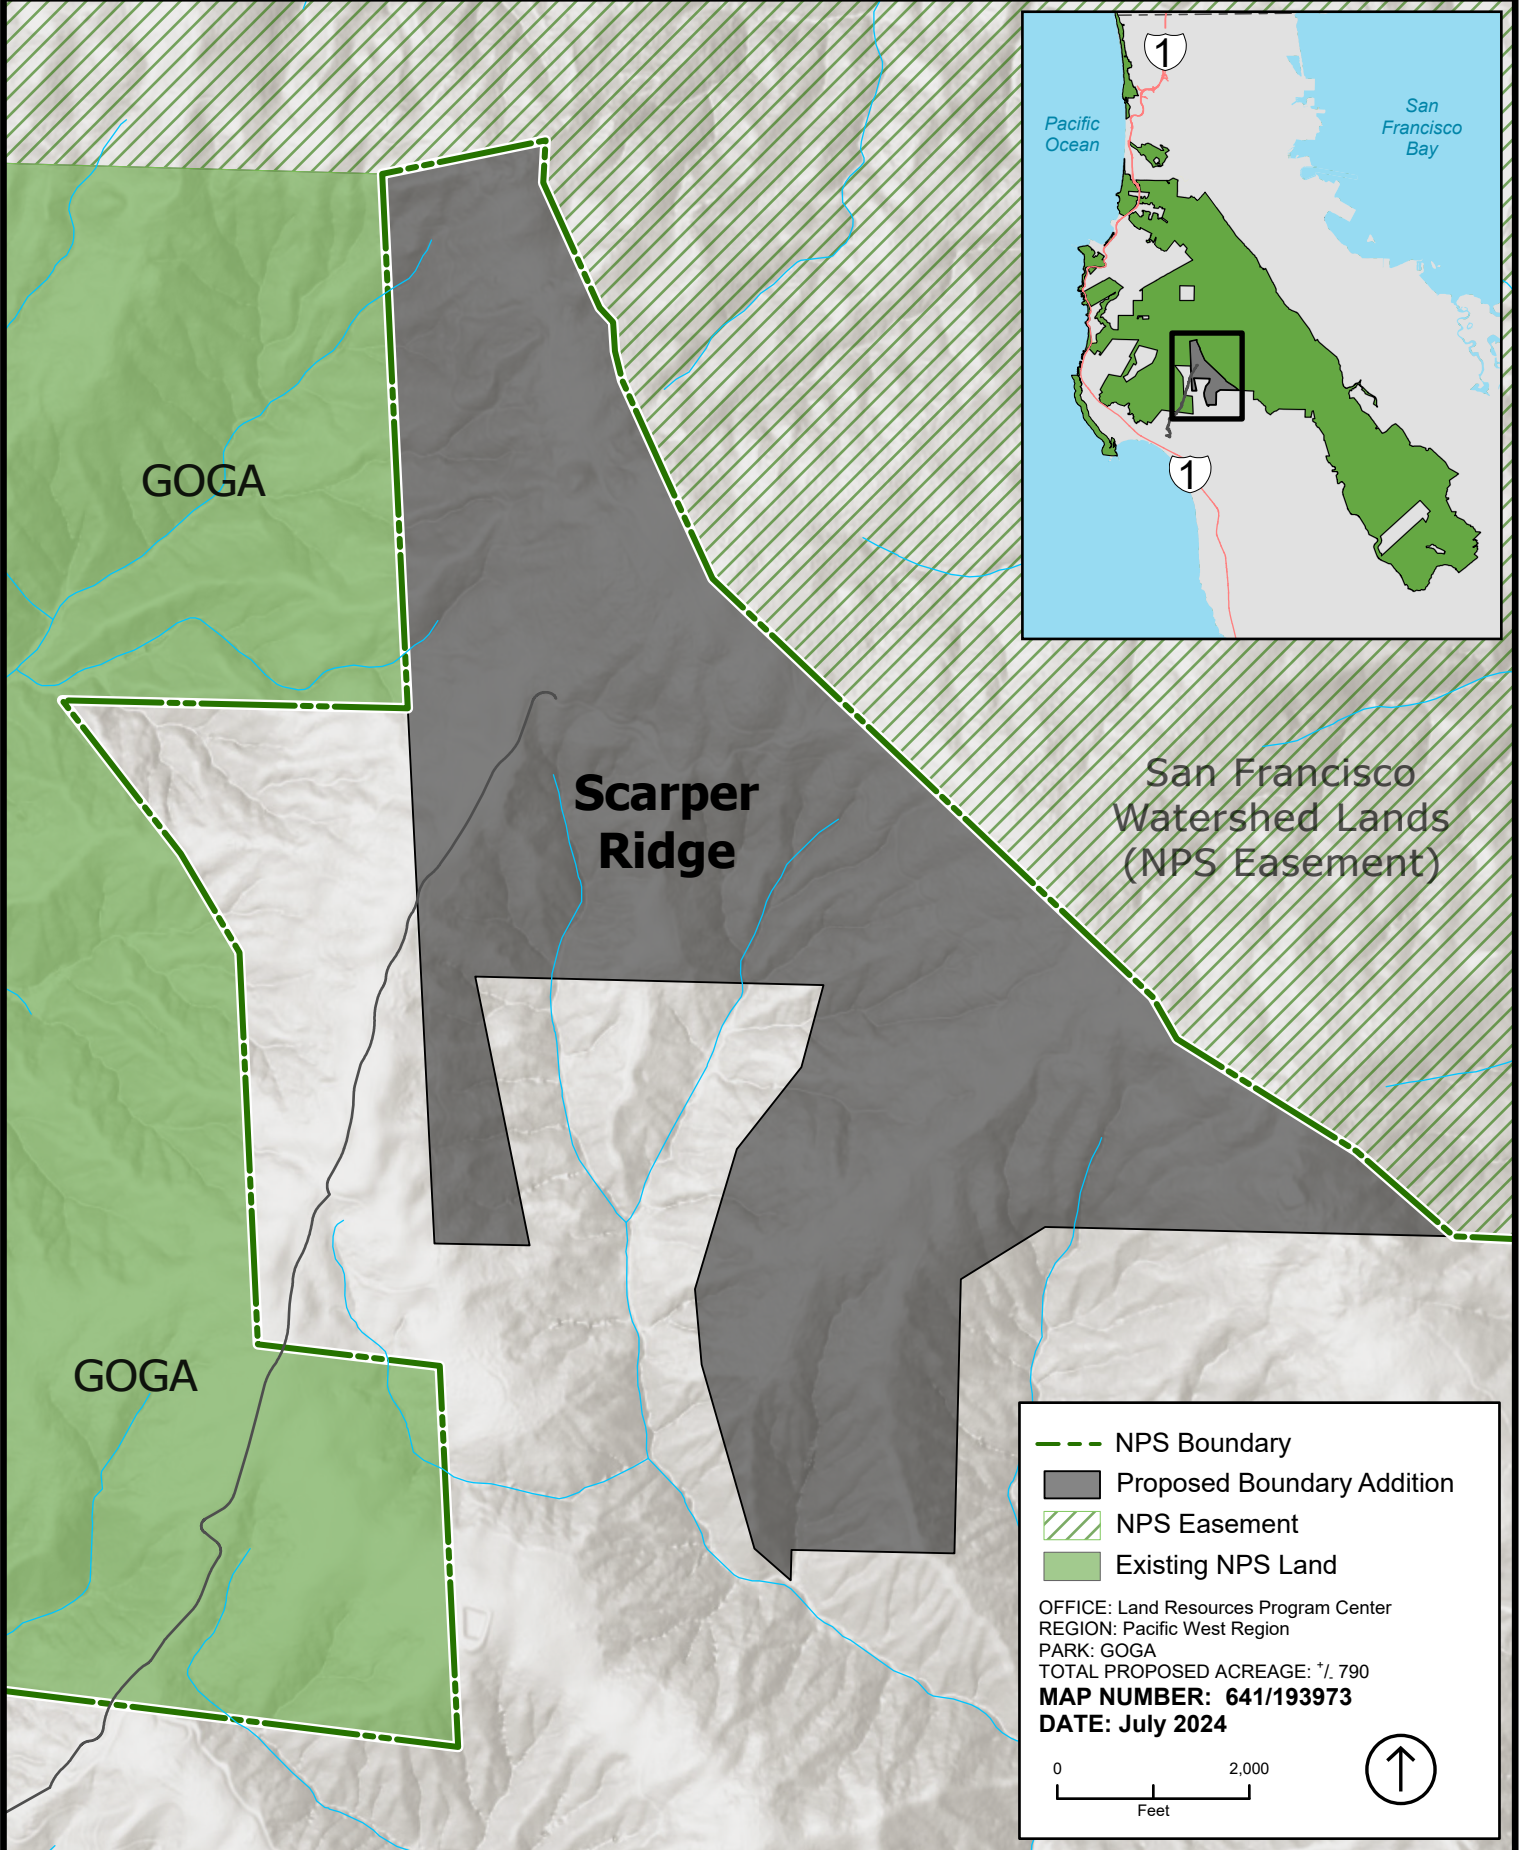 1
Pacific
Ocean
San
Francisco
Bay
1
GOGA
Scarper
Ridge
San Francisco
Watershed Lands
(NPS Easement)
GOGA
NPS Boundary
Proposed Boundary Addition
NPS Easement
Existing NPS Land
OFFICE: Land Resources Program Center
REGION: Pacific West Region
PARK: GOGA
TOTAL PROPOSED ACREAGE: +/- 790
MAP NUMBER: 641/193973
DATE: July 2024
0 2,000
Feet